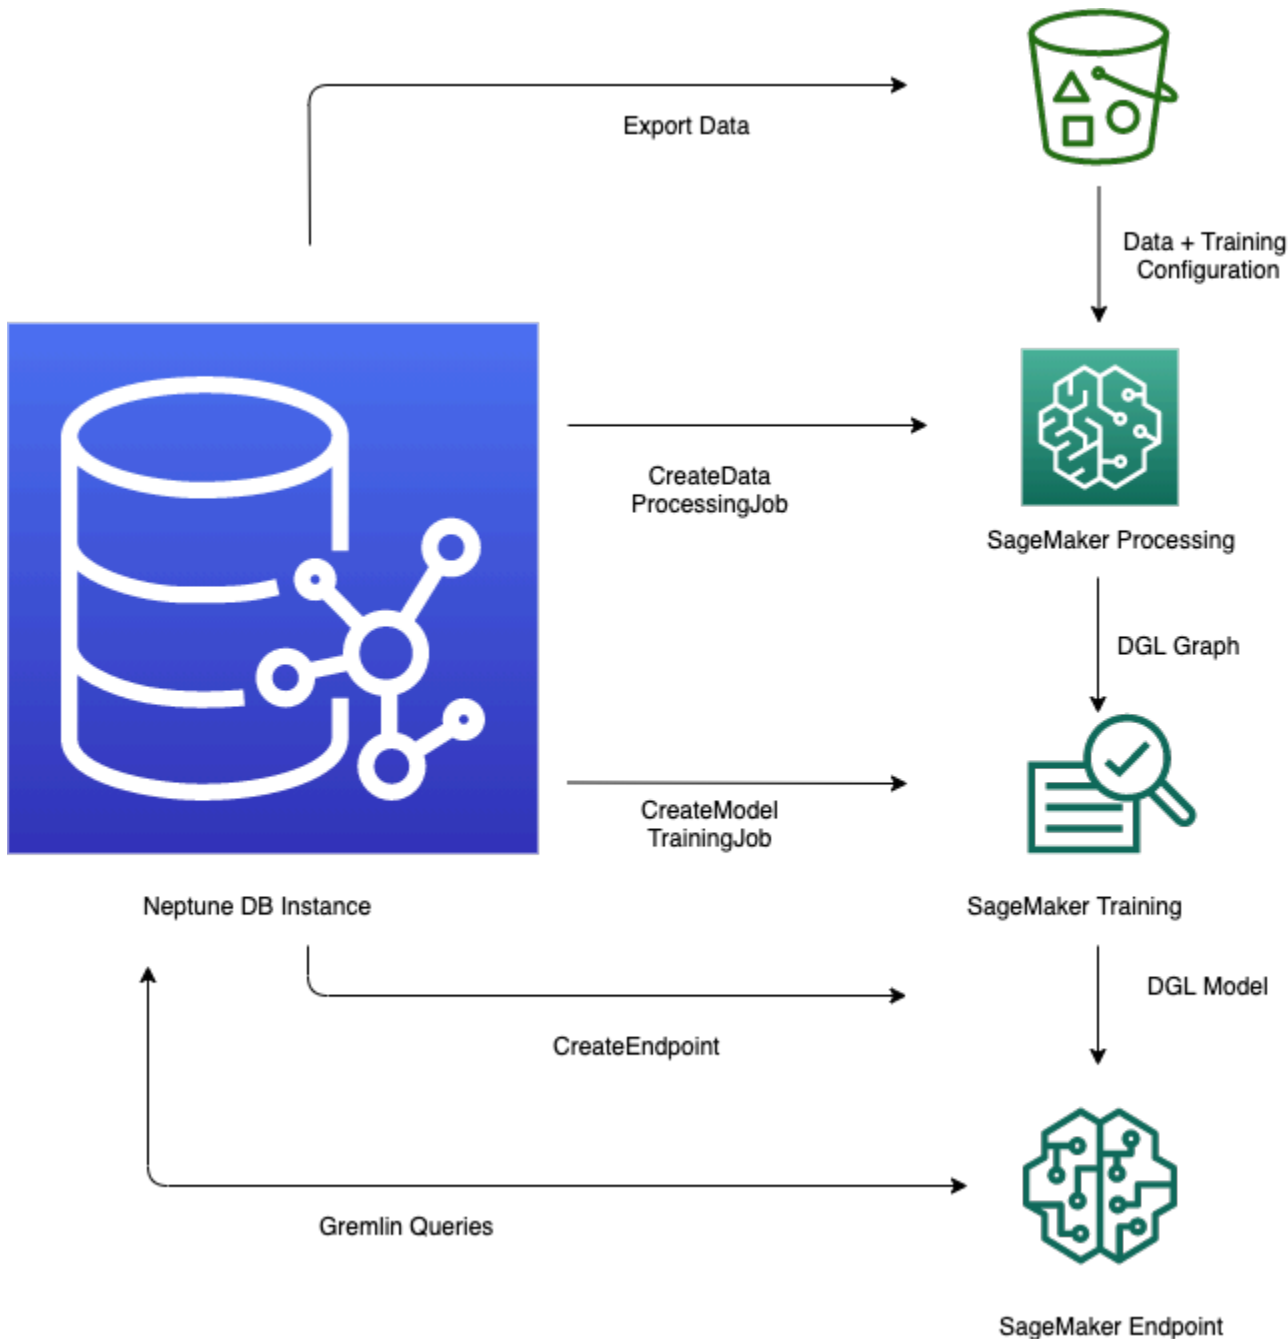 Export Data
Data + Training
Configuration
CreateData
ProcessingJob
SageMaker Processing
DGL Graph
CreateModel
TrainingJob
Neptune DB Instance
SageMaker Training
DGL Model
CreateEndpoint
Gremlin Queries
SageMaker Endpoint